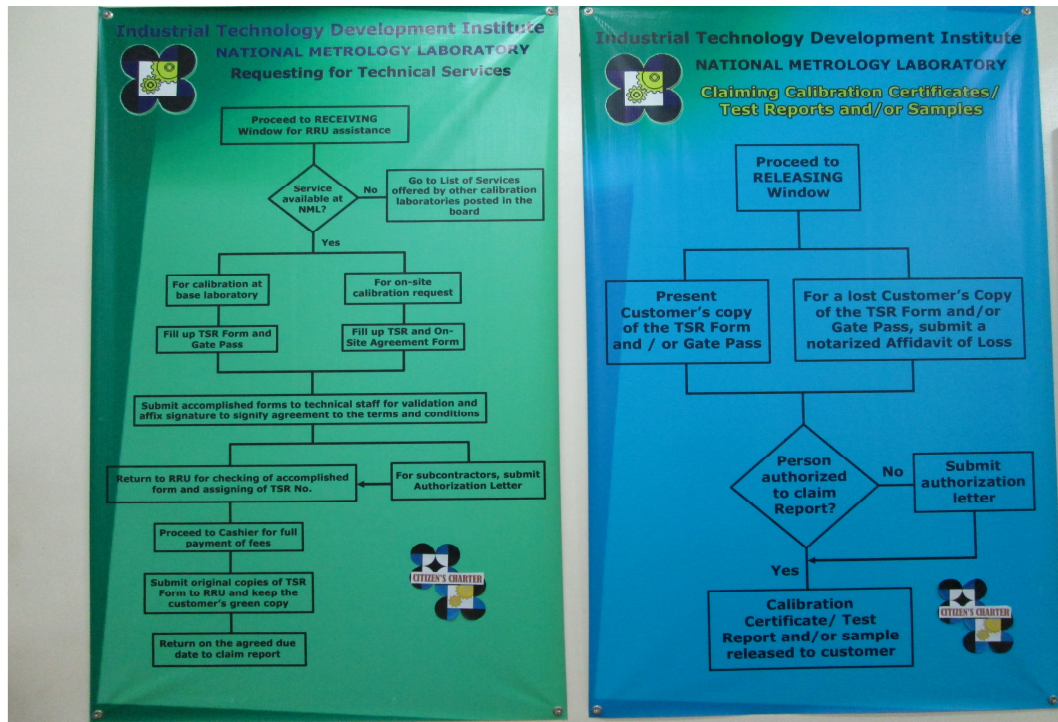 Industrial Technology Development Institute
NATIONAL METROLOGY LABORATORY
Requesting for Technical Services
Proceed to RECEIVING
Window for RRU assistance
Service
available at
NML?
No
Go to List of Services
offered by other calibration
laboratories posted in the
board
Yes
For calibration at
base laboratory
For on-site
calibration request
Fill up TSR Form and
Gate Pass
Fill up TSR and On-
Site Agreement Form
Submit accomplished forms to technical staff for validation and
affix signature to signify agreement to the terms and conditions
Return to RRU for checking of accomplished
form and assigning of TSR No.
For subcontractors, submit
Authorization Letter
Proceed to Cashier for full
payment of fees
Submit original copies of TSR
Form to RRU and keep the
customer's green copy
Return on the agreed due
date to claim report
CITIZEN'S CHARTER
Industrial Technology Development Institute
NATIONAL METROLOGY LABORATORY
Claiming Calibration Certificates/
Test Reports and/or Samples
Proceed to
RELEASING
Window
Present
Customer's copy
of the TSR Form
and / or Gate Pass
For a lost Customer's Copy
of the TSR Form and/or
Gate Pass, submit a
notarized Affidavit of Loss
Person
authorized
to claim
Report?
No
Submit
authorization
letter
Yes
Calibration
Certificate/ Test
Report and/or sample
released to customer
CITIZEN'S CHARTER